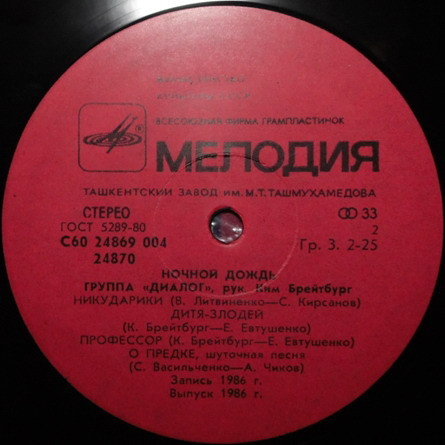 ВСЕСОЮЗНАЯ ФИРМА ГРАМПЛАСТИНОК
МЕЛОДИЯ
ТАШКЕНТСКИЙ ЗАВОД ИМ. М.Т. ТАШМУХАМЕДОВА
СТЕРЕО 33
ГОСТ 5289-80 2
С60 24869 004 Гр. 3. 2-25
24870
НОЧНОЙ ДОЖДЬ
ГРУППА «ДИАЛОГ», рук. Ким Брейтбург
НИКУДАРИКИ (В. Литвиненко—С. Кирсанов)
ДИТЯ-ЗЛОДЕЙ
(К. Брейтбург—Е. Евтушенко)
ПРОФЕССОР (К. Брейтбург—Е. Евтушенко)
О ПРЕДКЕ, шуточная песня
(С. Васильченко—А. Чиков)
Запись 1986 г.
Выпуск 1986 г.